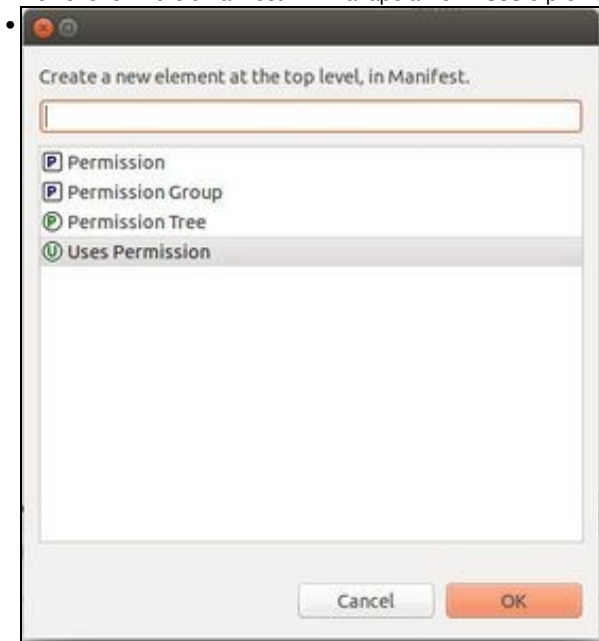 Create a new element at the top level, in Manifest.
P Permission
P Permission Group
P Permission Tree
U Uses Permission
Cancel OK